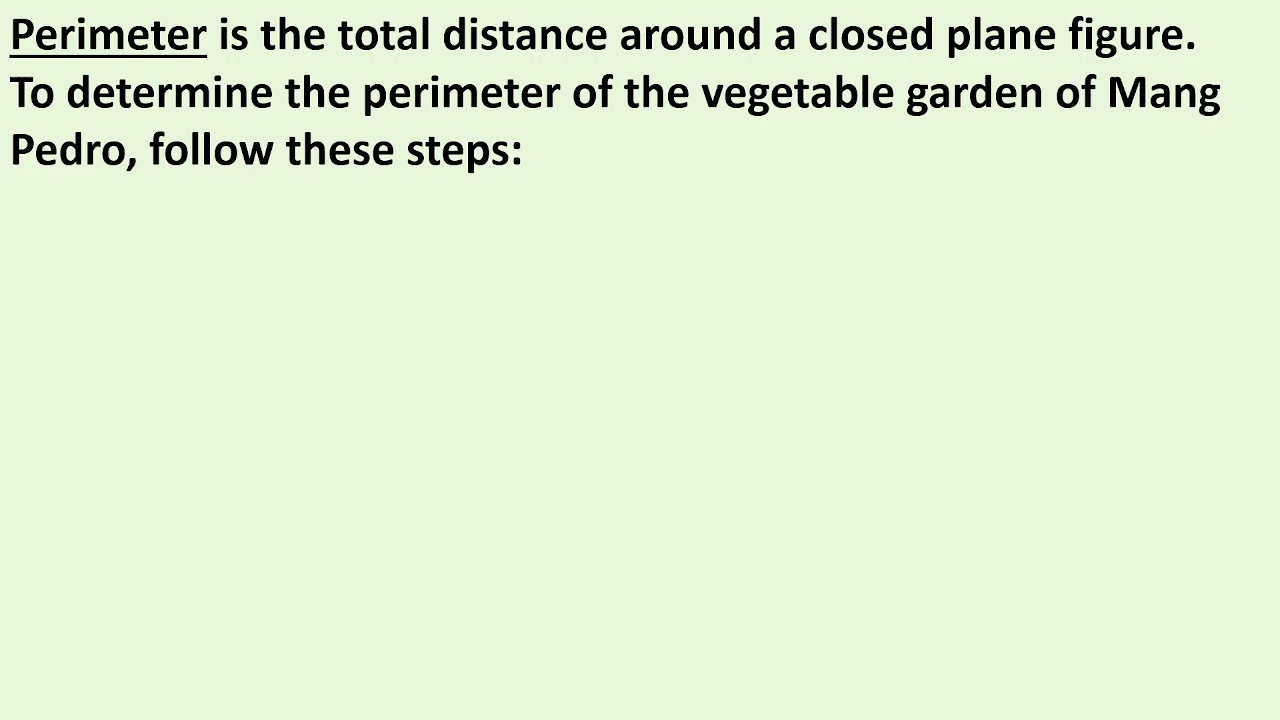 Perimeter is the total distance around a closed plane figure.
To determine the perimeter of the vegetable garden of Mang
Pedro, follow these steps: